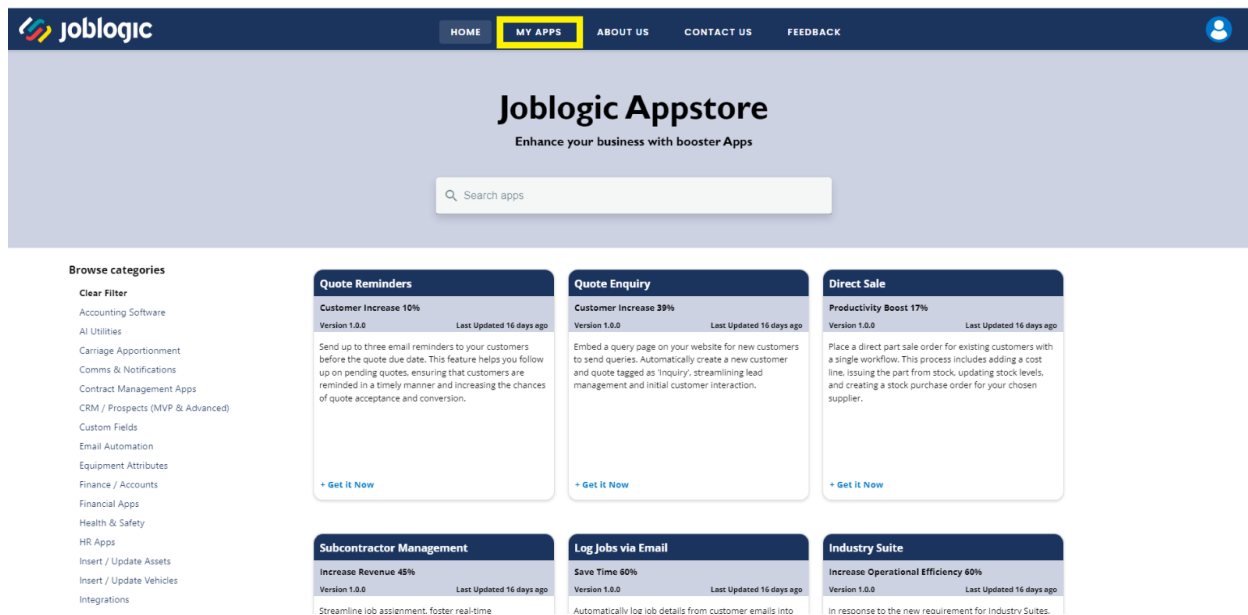 joblogic
HOME MY APPS ABOUT US CONTACT US FEEDBACK
Joblogic Appstore
Enhance your business with booster Apps
Search apps
Browse categories
Clear Filter
Accounting Software
AI Utilities
Carriage Apportionment
Comms & Notifications
Contract Management Apps
CRM / Prospects (MVP & Advanced)
Custom Fields
Email Automation
Equipment Attributes
Finance / Accounts
Financial Apps
Health & Safety
HR Apps
Insert / Update Assets
Insert / Update Vehicles
Integrations
Quote Reminders
Customer Increase 10%
Version 1.0.0 Last Updated 16 days ago
Send up to three email reminders to your customers
before the quote due date. This feature helps you follow
up on pending quotes, ensuring that customers are
reminded in a timely manner and increasing the chances
of quote acceptance and conversion.
+ Get it Now
Quote Enquiry
Customer Increase 39%
Version 1.0.0 Last Updated 16 days ago
Embed a query page on your website for new customers
to send queries. Automatically create a new customer
and quote tagged as 'Inquiry', streamlining lead
management and initial customer interaction.
+ Get it Now
Direct Sale
Productivity Boost 17%
Version 1.0.0 Last Updated 16 days ago
Place a direct part sale order for existing customers with
a single workflow. This process includes adding a cost
line, issuing the part from stock, updating stock levels,
and creating a stock purchase order for your chosen
supplier.
+ Get it Now
Subcontractor Management
Increase Revenue 45%
Version 1.0.0 Last Updated 16 days ago
Streamline job assignment, foster real-time
Log Jobs via Email
Save Time 60%
Version 1.0.0 Last Updated 16 days ago
Automatically log job details from customer emails into
Industry Suite
Increase Operational Efficiency 60%
Version 1.0.0 Last Updated 16 days ago
In response to the new requirement for Industry Suites,